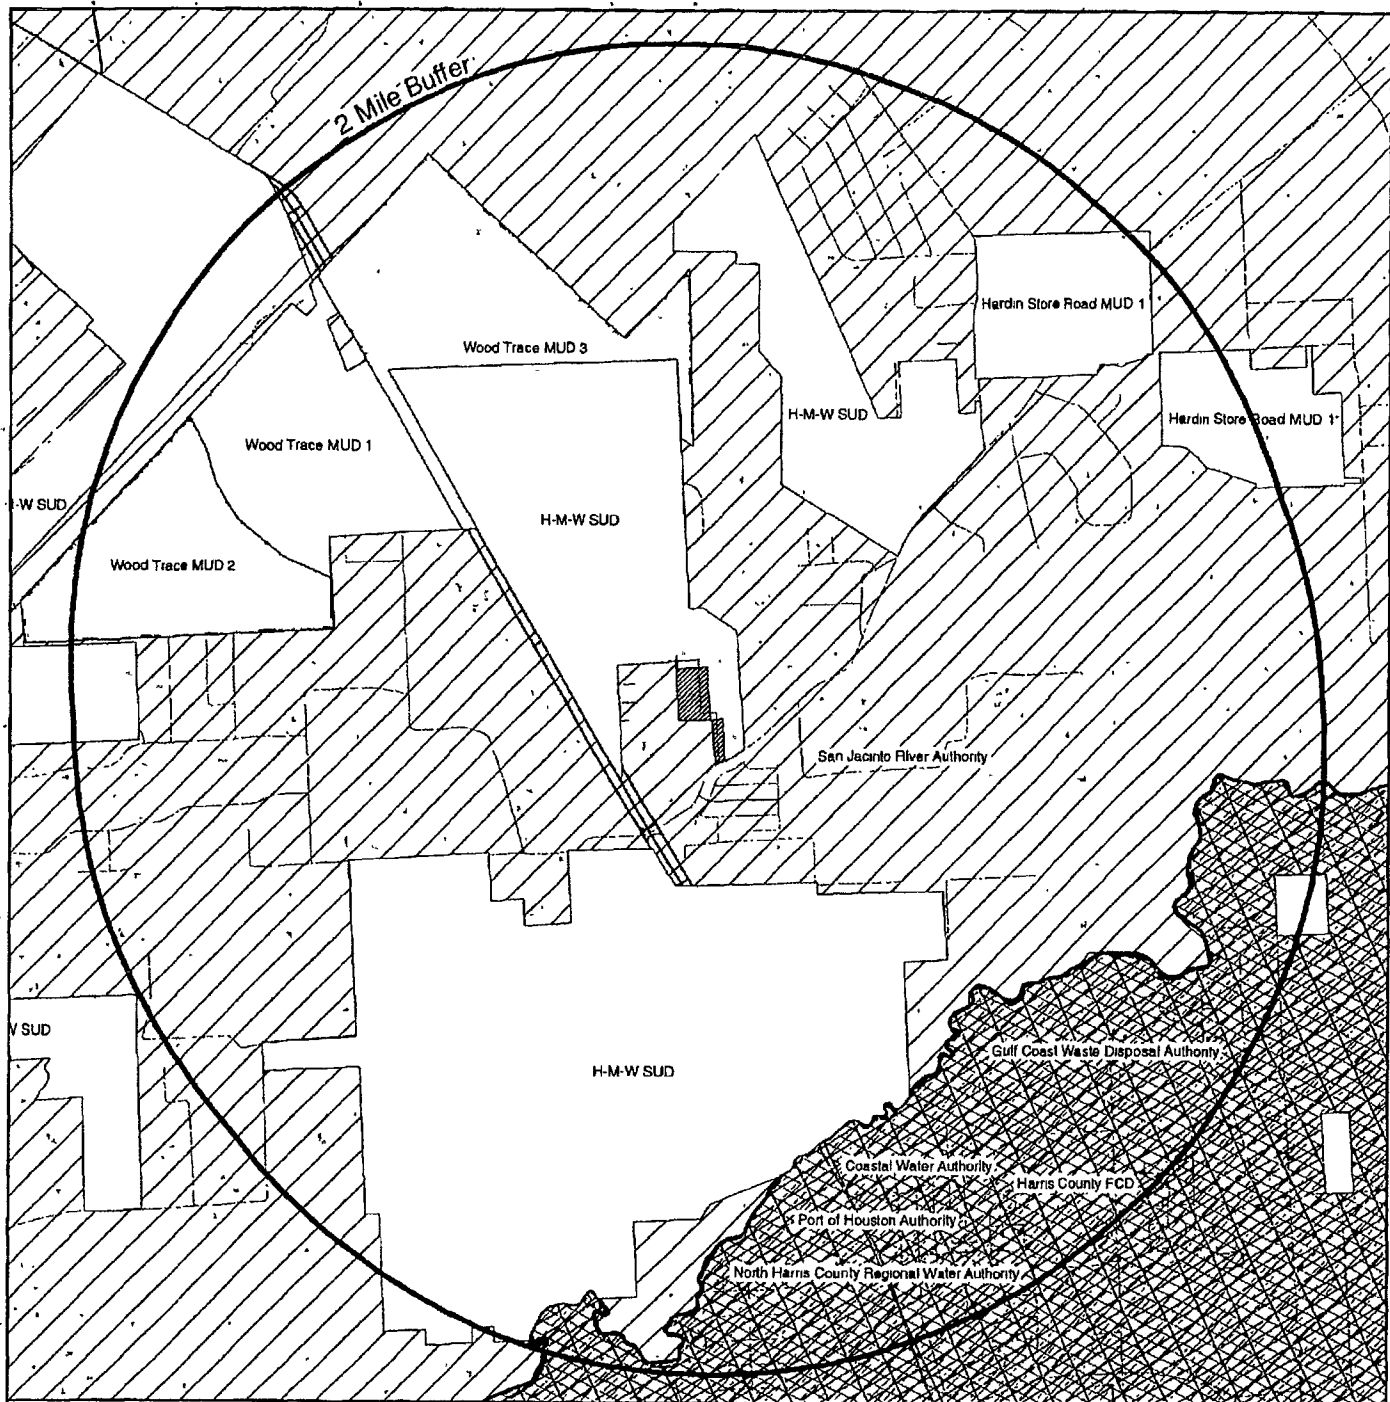 2 Mile Buffer
Hardin Store Road MUD 1
Wood Trace MUD 3
H-M-W SUD
Hardin Store Road MUD 1
Wood Trace MUD 1
-W SUD
H-M-W SUD
Wood Trace MUD 2
San Jacinto River Authority
W SUD
Gulf Coast Waste Disposal Authority
H-M-W SUD
Coastal Water Authority
Harris County FCD
Port of Houston Authority
North Harris County Regional Water Authority